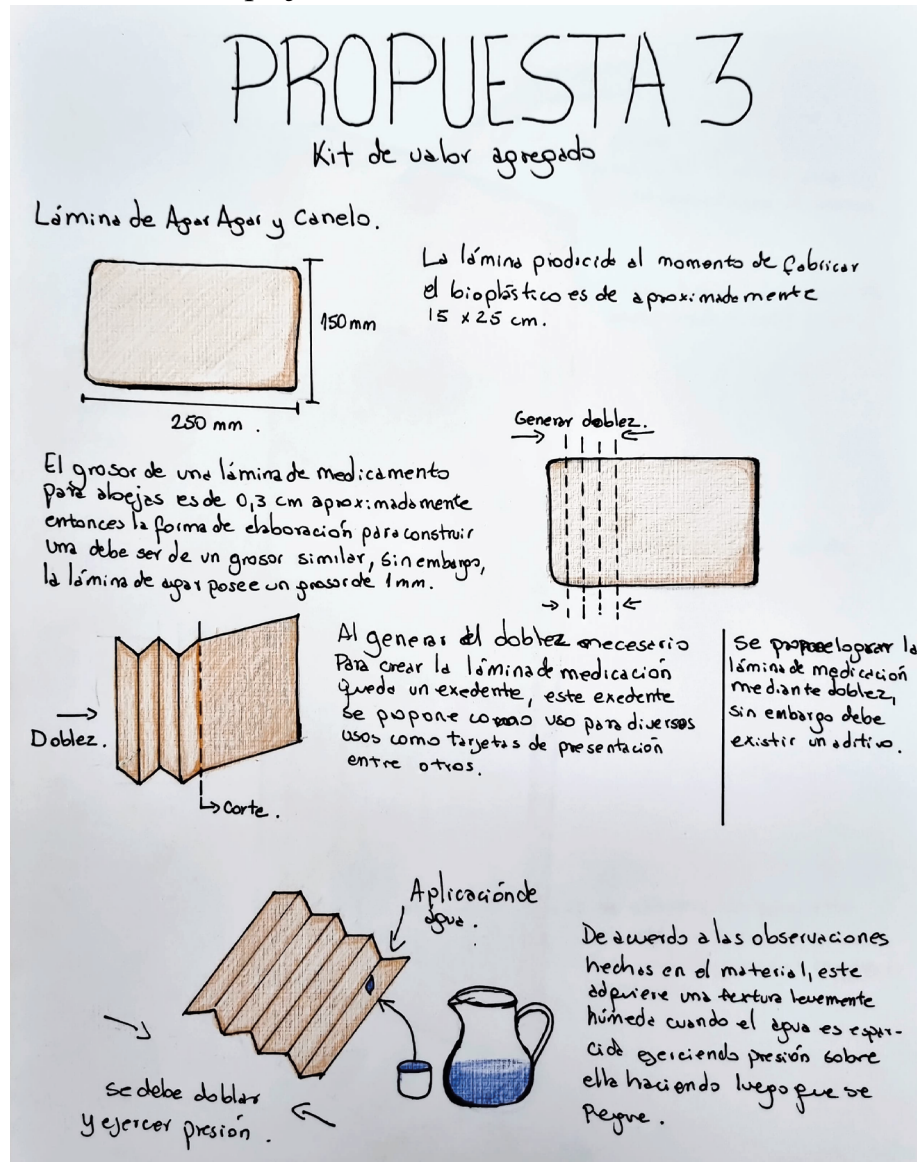 PROPUESTA 3
Kit de valor agregado
Lámina de Agar Agar y Canelo.
La lámina producida al momento de fabricar
el bioplástico es de aproximadamente
15 x 25 cm.
150 mm
250 mm.
Generar doblez.
El grosor de una lámina de medicamento
para abejas es de 0,3 cm aproximadamente
entonces la forma de elaboración para construir
una debe ser de un grosor similar, sin embargo,
la lámina de agar posee un grosor de 1mm.
Doblez.
Corte.
Al generar el doblez necesario
Para crear la lámina de medicación
queda un exedente, este exedente
se propone como uso para diversos
usos como tarjetas de presentación
entre otros.
Se propone lograr la
lámina de medicación
mediante doblez,
sin embargo debe
existir un aditivo.
Aplicación de
agua.
se debe doblar
y ejercer presión.
De acuerdo a las observaciones
hechas en el material, este
adquiere una textura levemente
húmeda cuando el agua es espar-
cida ejerciendo presión sobre
ella haciendo luego que se
pegue.